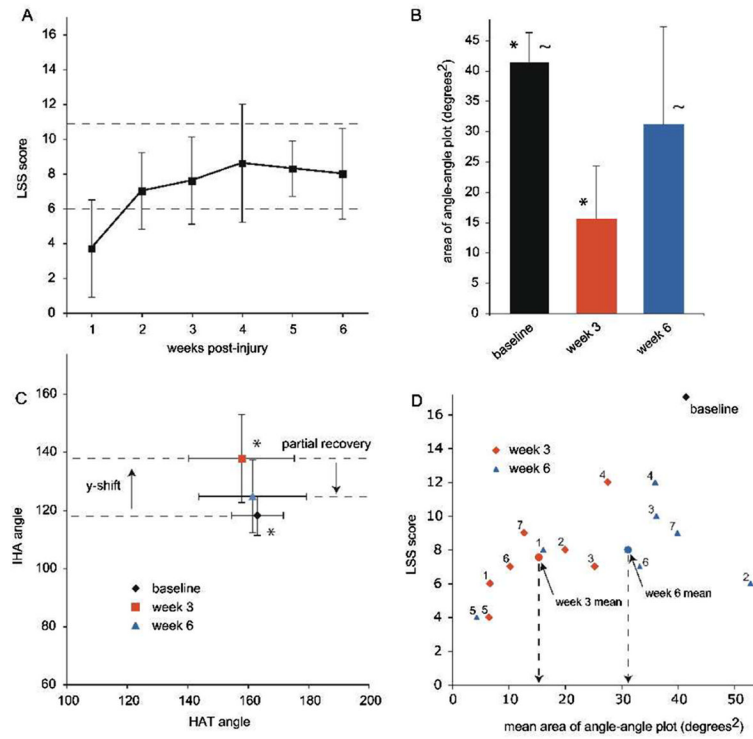 A
LSS score
16
14
12
10
8
6
4
2
0
1 2 3 4 5 6
weeks post-injury
B
area of angle-angle plot (degrees²)
45
40
35
30
25
20
15
10
5
0
* ~
*
~
baseline week 3 week 6
C
IHA angle
160
140
120
100
80
60
y-shift
partial recovery
*
*
baseline
week 3
week 6
100 120 140 160 180 200
HAT angle
D
LSS score
16
14
12
10
8
6
4
2
0
baseline
week 3
week 6
4 4
3
7 7
1 2
6 3 6
1 2
5 5
week 3 mean
week 6 mean
0 10 20 30 40 50
mean area of angle-angle plot (degrees²)